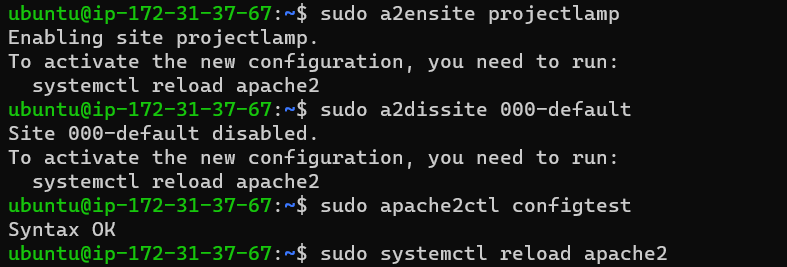 ubuntu@ip-172-31-37-67:~$ sudo a2ensite projectlamp
Enabling site projectlamp.
To activate the new configuration, you need to run:
  systemctl reload apache2
ubuntu@ip-172-31-37-67:~$ sudo a2dissite 000-default
Site 000-default disabled.
To activate the new configuration, you need to run:
  systemctl reload apache2
ubuntu@ip-172-31-37-67:~$ sudo apache2ctl configtest
Syntax OK
ubuntu@ip-172-31-37-67:~$ sudo systemctl reload apache2